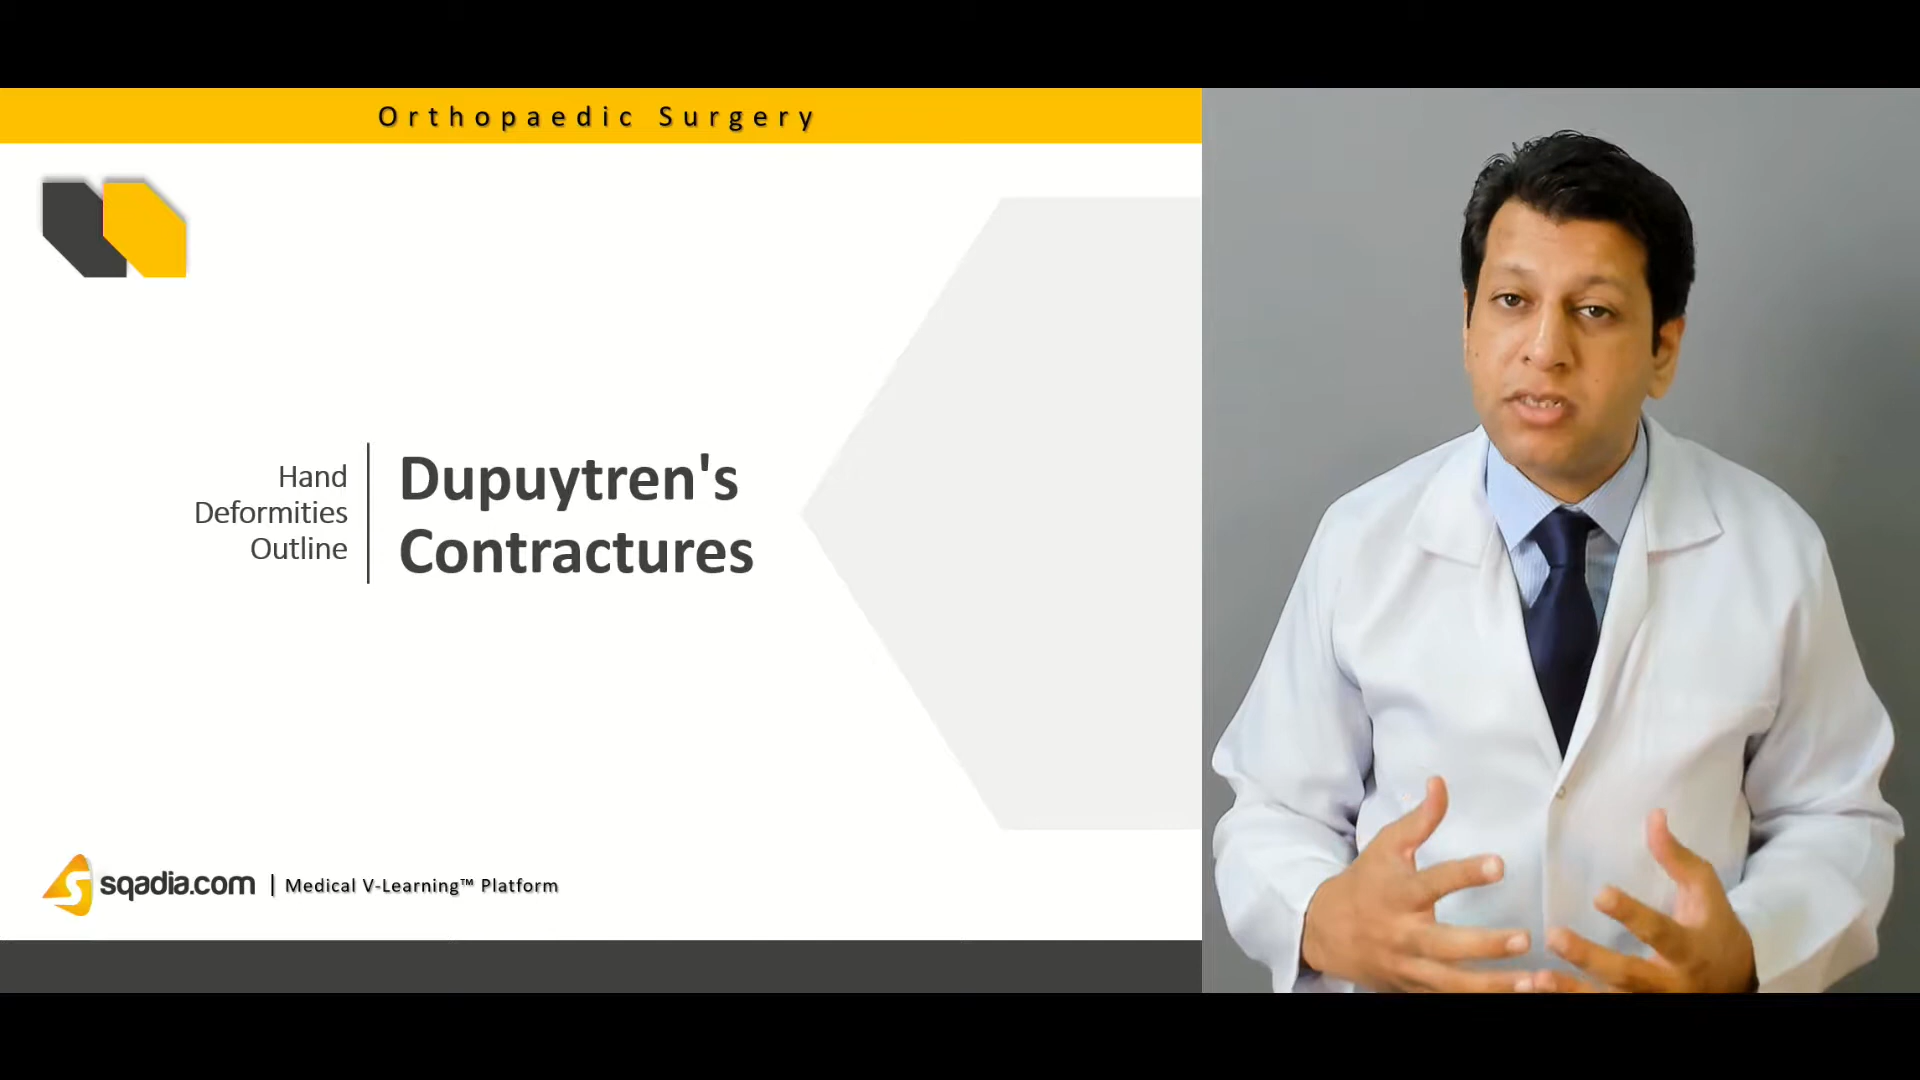 Orthopaedic Surgery
Hand
Deformities
Outline
Dupuytren's
Contractures
sqadia.com | Medical V-Learning™ Platform